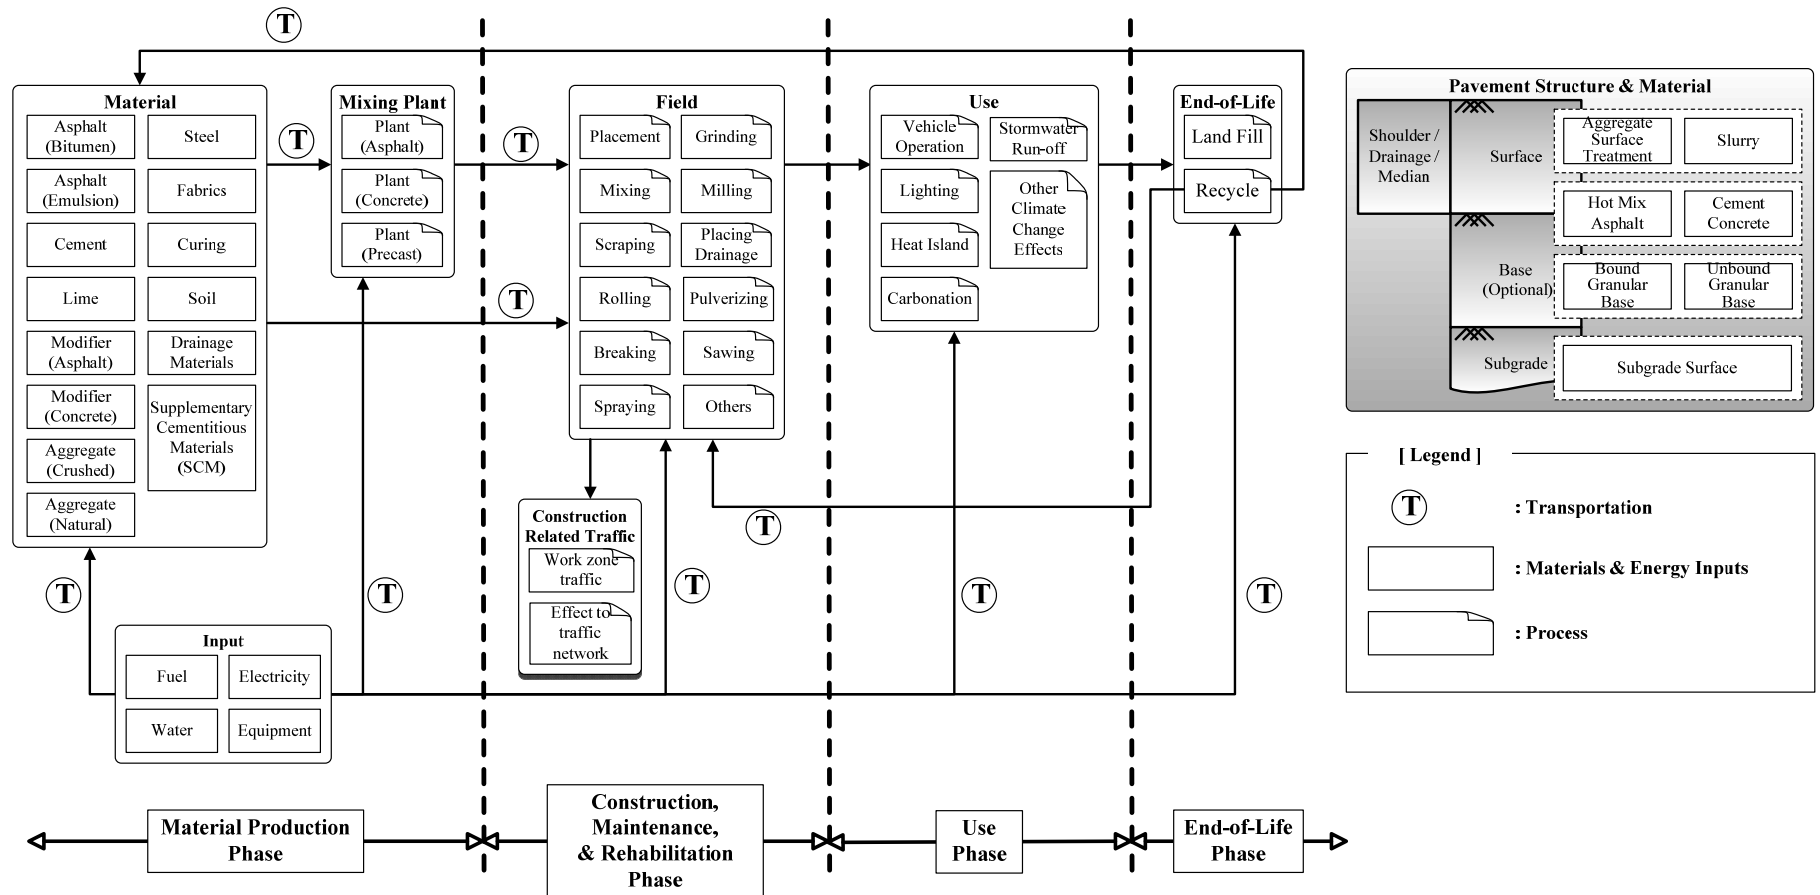 T
Material
Asphalt
(Bitumen)
Steel
Asphalt
(Emulsion)
Fabrics
Cement
Curing
Lime
Soil
Modifier
(Asphalt)
Drainage
Materials
Modifier
(Concrete)
Supplementary
Cementitious
Materials
(SCM)
Aggregate
(Crushed)
Aggregate
(Natural)
T
Mixing Plant
Plant
(Asphalt)
Plant
(Concrete)
Plant
(Precast)
T
T
Field
Placement
Grinding
Mixing
Milling
Scraping
Placing
Drainage
Rolling
Pulverizing
Breaking
Sawing
Spraying
Others
Construction
Related Traffic
Work zone
traffic
Effect to
traffic
network
Use
Vehicle
Operation
Stormwater
Run-off
Lighting
Other
Climate
Change
Effects
Heat Island
Carbonation
End-of-Life
Land Fill
Recycle
T
T
T
T
T
T
Input
Fuel
Electricity
Water
Equipment
Material Production
Phase
Construction,
Maintenance,
& Rehabilitation
Phase
Use
Phase
End-of-Life
Phase
Pavement Structure & Material
Shoulder /
Drainage /
Median
Surface
Aggregate
Surface
Treatment
Slurry
Hot Mix
Asphalt
Cement
Concrete
Base
(Optional)
Bound
Granular
Base
Unbound
Granular
Base
Subgrade
Subgrade Surface
[ Legend ]
T
: Transportation
: Materials & Energy Inputs
: Process